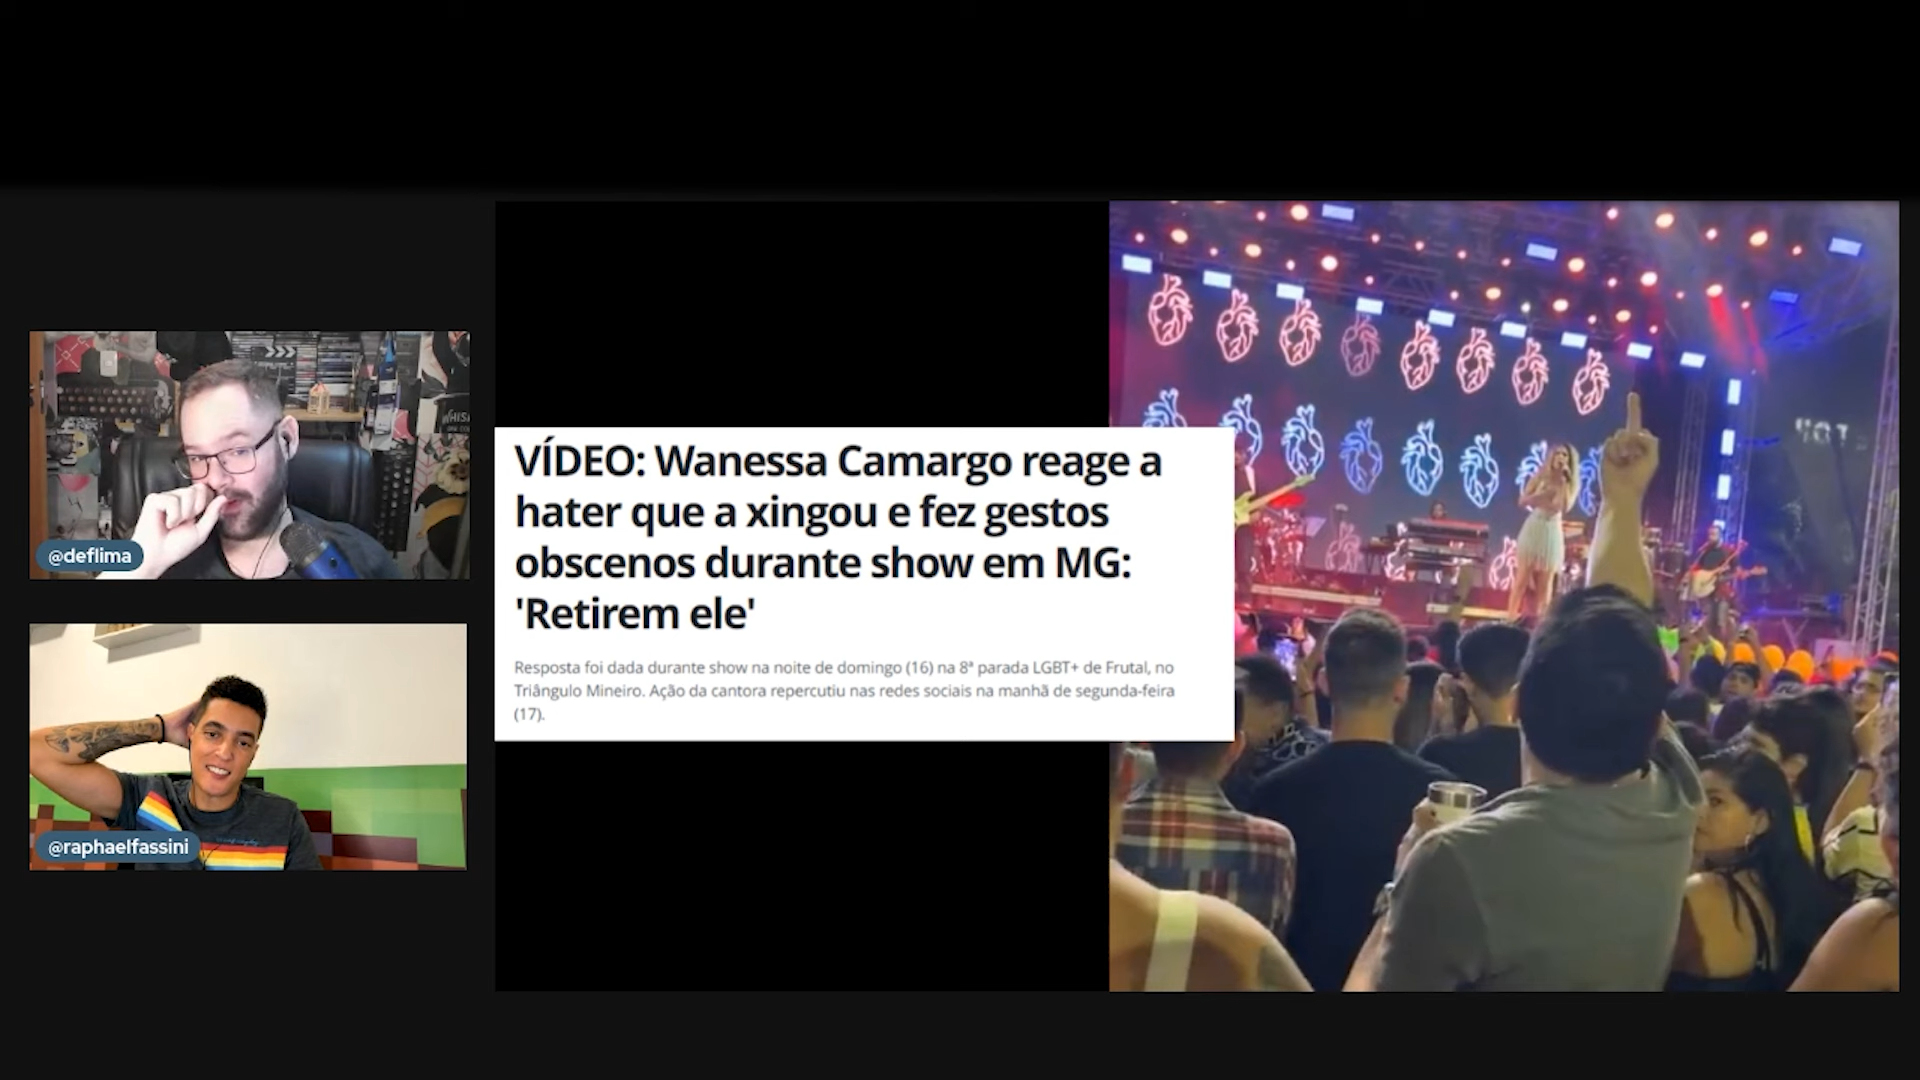 VÍDEO: Wanessa Camargo reage a
hater que a xingou e fez gestos
obscenos durante show em MG:
'Retirem ele'
Resposta foi dada durante show na noite de domingo (16) na 8ª parada LGBT+ de Frutal, no
Triângulo Mineiro. Ação da cantora repercutiu nas redes sociais na manhã de segunda-feira
(17).
@deflima
@raphaelfassini